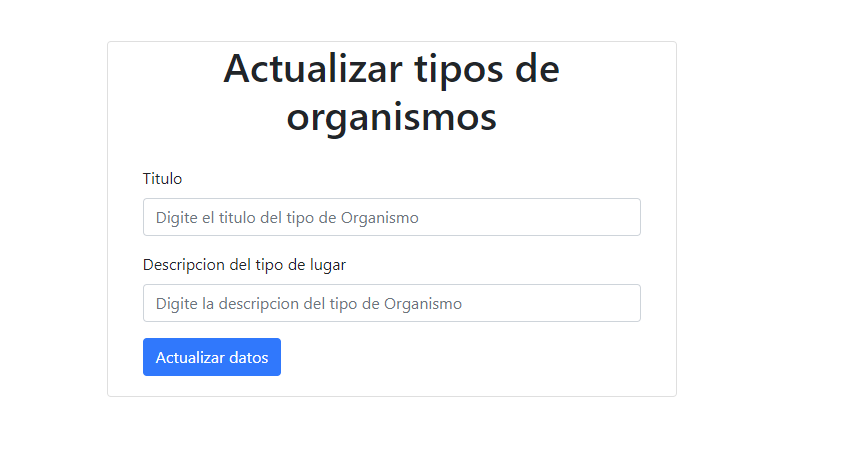 Actualizar tipos de
organismos
Titulo
Digite el titulo del tipo de Organismo
Descripcion del tipo de lugar
Digite la descripcion del tipo de Organismo
Actualizar datos